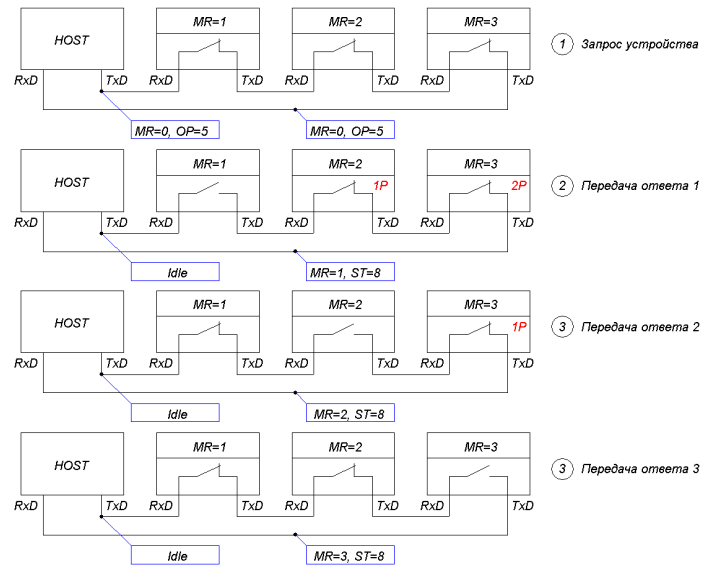 HOST MR=1 MR=2 MR=3
1 Запрос устройства
RxD TxD RxD TxD RxD TxD RxD TxD
MR=0, OP=5 MR=0, OP=5
HOST MR=1 MR=2 MR=3
1P 2P
2 Передача ответа 1
RxD TxD RxD TxD RxD TxD RxD TxD
Idle MR=1, ST=8
HOST MR=1 MR=2 MR=3
1P
3 Передача ответа 2
RxD TxD RxD TxD RxD TxD RxD TxD
Idle MR=2, ST=8
HOST MR=1 MR=2 MR=3
3 Передача ответа 3
RxD TxD RxD TxD RxD TxD RxD TxD
Idle MR=3, ST=8